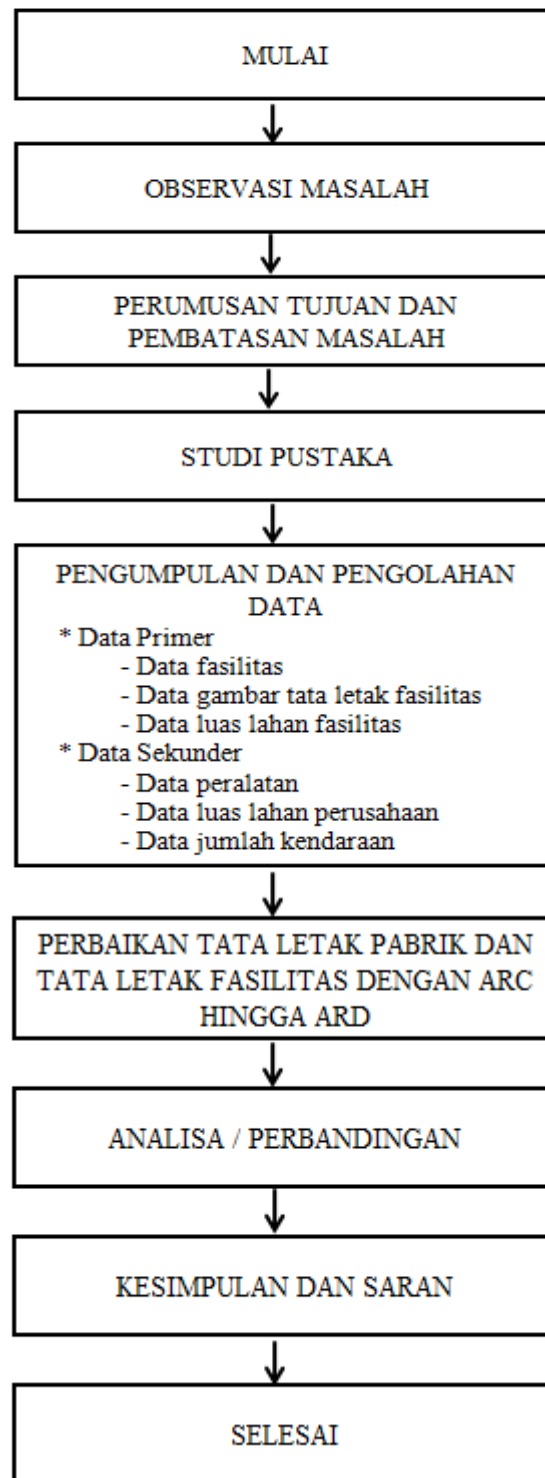 MULAI
OBSERVASI MASALAH
PERUMUSAN TUJUAN DAN
PEMBATASAN MASALAH
STUDI PUSTAKA
PENGUMPULAN DAN PENGOLAHAN
DATA
* Data Primer
- Data fasilitas
- Data gambar tata letak fasilitas
- Data luas lahan fasilitas
* Data Sekunder
- Data peralatan
- Data luas lahan perusahaan
- Data jumlah kendaraan
PERBAIKAN TATA LETAK PABRIK DAN
TATA LETAK FASILITAS DENGAN ARC
HINGGA ARD
ANALISA / PERBANDINGAN
KESIMPULAN DAN SARAN
SELESAI